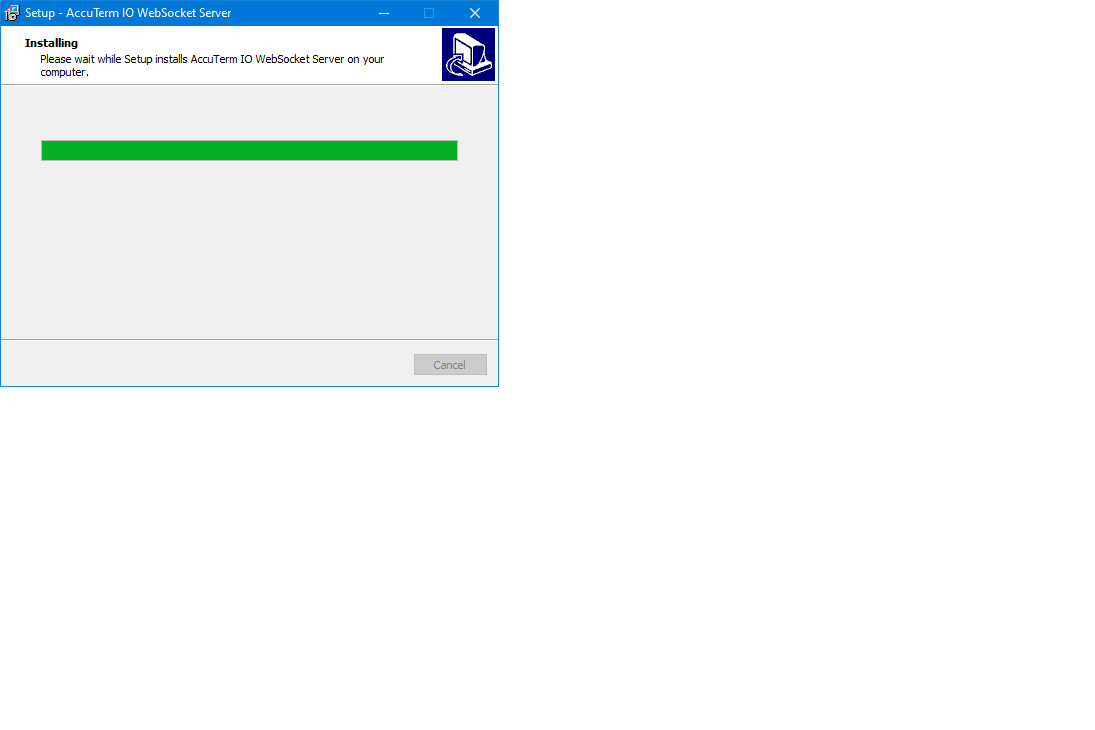 Setup - AccuTerm IO WebSocket Server
Installing
Please wait while Setup installs AccuTerm IO WebSocket Server on your
computer.
Cancel